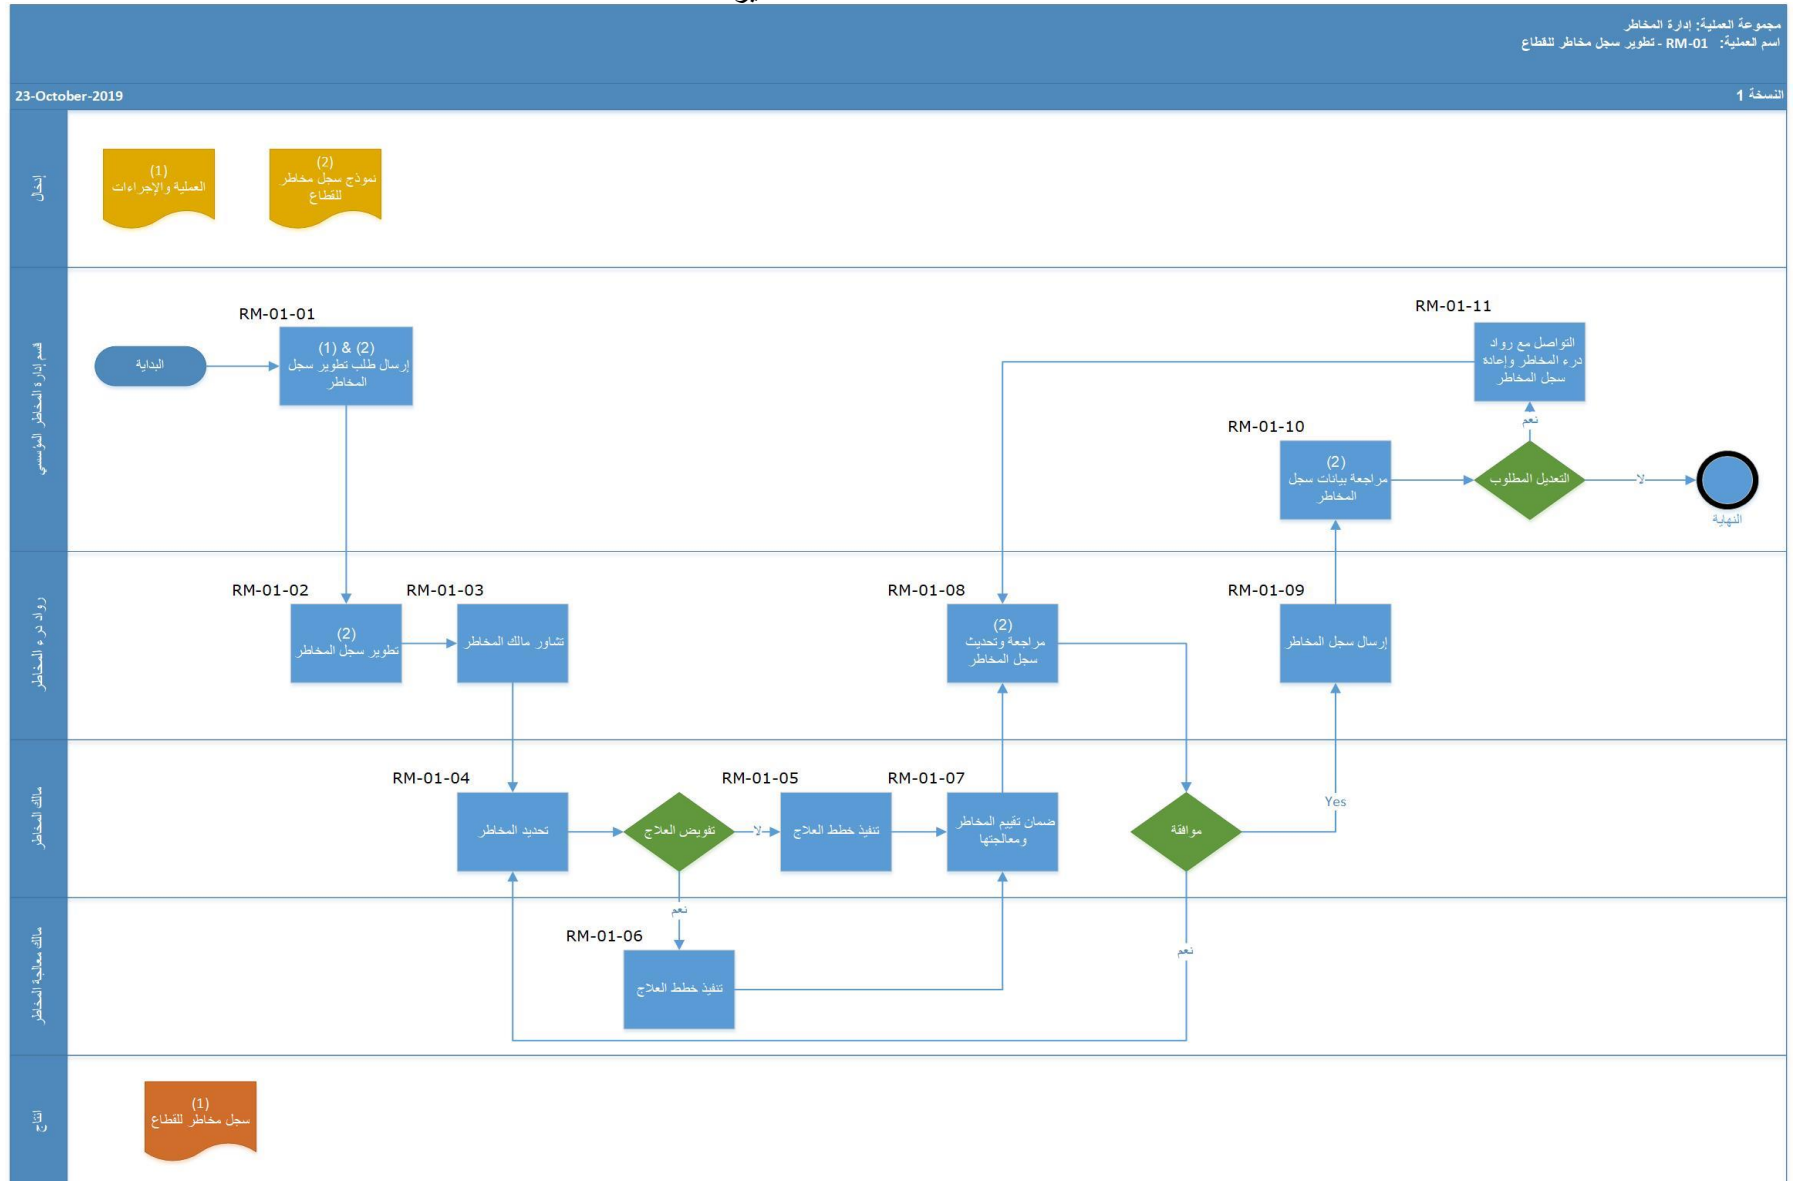 مجموعة العملية: إدارة المخاطر
اسم العملية: RM-01 - تطوير سجل مخاطر للقطاع
النسخة 1
23-October-2019
إدخال
(1)
العملية والإجراءات
(2)
نموذج سجل مخاطر
للقطاع
قسم إدارة المخاطر المؤسسي
البداية
RM-01-01
(1) & (2)
إرسال طلب تطوير سجل
المخاطر
RM-01-11
التواصل مع رواد
درء المخاطر وإعادة
سجل المخاطر
نعم
RM-01-10
(2)
مراجعة بيانات سجل
المخاطر
التعديل المطلوب
لا
النهاية
رواد درء المخاطر
RM-01-02
(2)
تطوير سجل المخاطر
RM-01-03
تشاور مالك المخاطر
RM-01-08
(2)
مراجعة وتحديث
سجل المخاطر
RM-01-09
إرسال سجل المخاطر
مالك المخاطر
RM-01-04
تحديد المخاطر
تفويض العلاج
لا
RM-01-05
تنفيذ خطط العلاج
RM-01-07
ضمان تقييم المخاطر
ومعالجتها
موافقة
Yes
مالك معالجة المخاطر
نعم
RM-01-06
تنفيذ خطط العلاج
نعم
انتاج
(1)
سجل مخاطر للقطاع